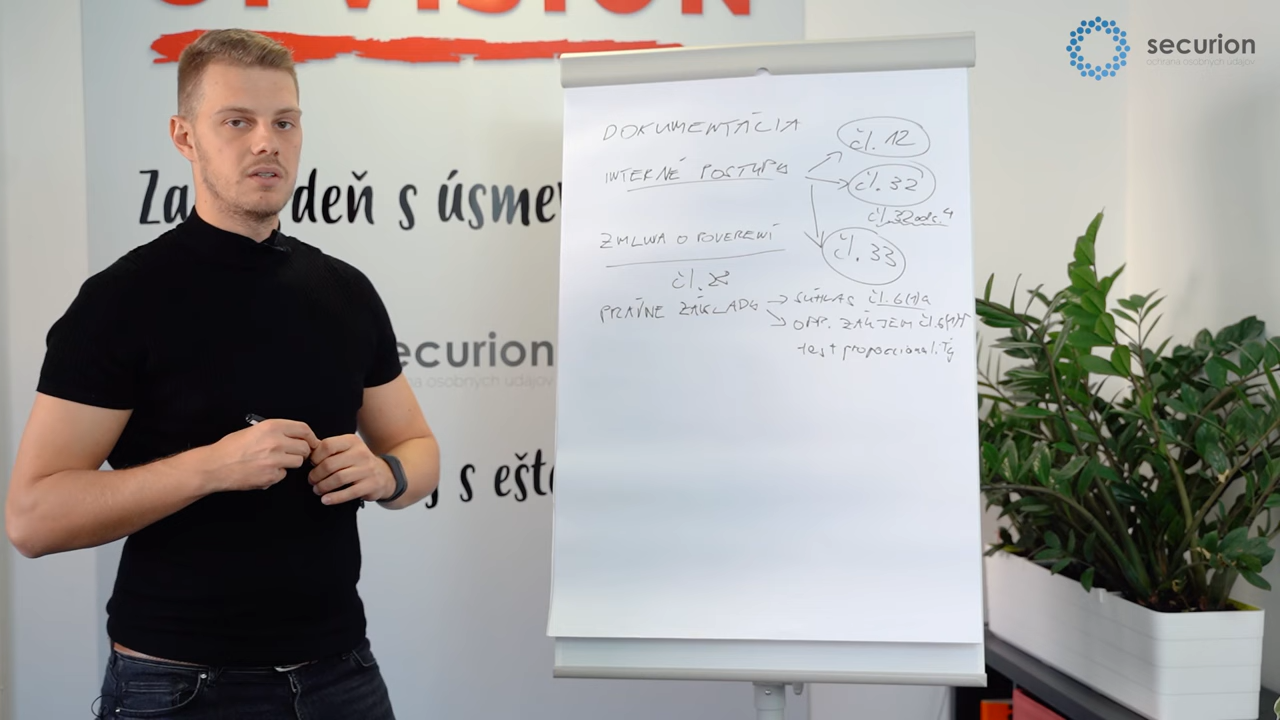 VISION
securion
ochrana osobných údajov
DOKUMENTÁCIA
čl. 12
INTERNÉ POSTUPY
čl. 32
Za deň s úsmev
čl. 32 ods. 4
ZMLUVA O POVERENÍ
čl. 33
čl. 28
PRÁVNE ZÁKLADY
SÚHLAS čl. 6(1)a
OPR. ZÁUJEM čl. 6(1)f
test proporcionality
ecurion
ochrana osobných údajov
s ešte